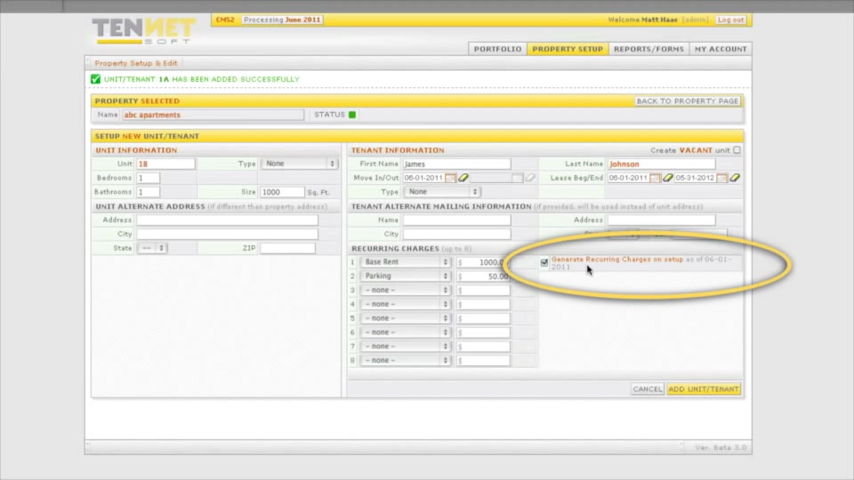 TENNET
SOFT
EMS2 Processing June 2011
Welcome Matt Haas [admin] Log out
PORTFOLIO PROPERTY SETUP REPORTS/FORMS MY ACCOUNT
Property Setup & Edit
UNIT/TENANT 1A HAS BEEN ADDED SUCCESSFULLY
PROPERTY SELECTED BACK TO PROPERTY PAGE
Name abc apartments STATUS
SETUP NEW UNIT/TENANT
UNIT INFORMATION TENANT INFORMATION Create VACANT unit
Unit 1B Type None First Name James Last Name Johnson
Bedrooms 1 Move In/Out 06-01-2011 Lease Beg/End 06-01-2011 05-31-2012
Bathrooms 1 Size 1000 Sq. Ft. Type None
UNIT ALTERNATE ADDRESS (if different than property address) TENANT ALTERNATE MAILING INFORMATION (if provided, will be used instead of unit address)
Address Name Address
City City
State -- ZIP RECURRING CHARGES (up to 8)
1 Base Rent $ 1000.0 Generate Recurring Charges on setup as of 06-01-
2011
2 Parking $ 50.00
3 - none - $
4 - none - $
5 - none - $
6 - none - $
7 - none - $
8 - none - $
CANCEL ADD UNIT/TENANT
Ver. Beta 3.0